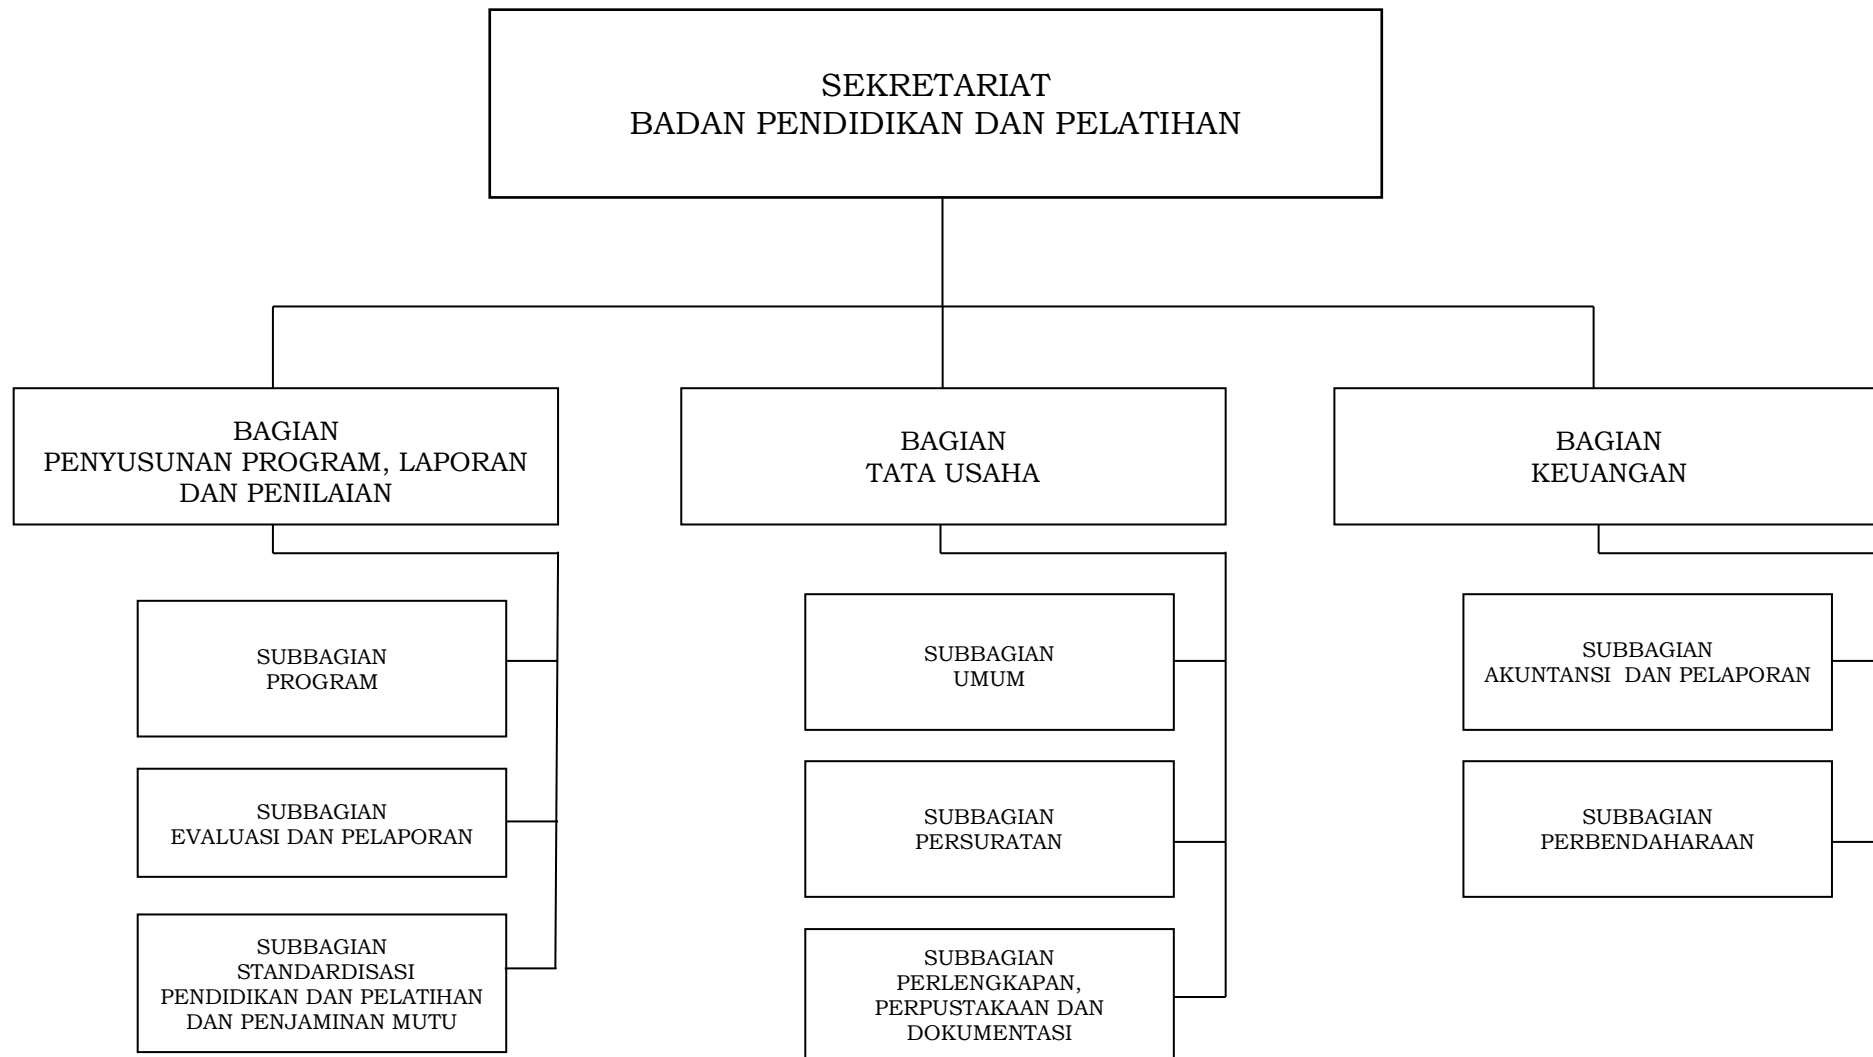 SEKRETARIAT
BADAN PENDIDIKAN DAN PELATIHAN
BAGIAN
PENYUSUNAN PROGRAM, LAPORAN
DAN PENILAIAN
BAGIAN
TATA USAHA
BAGIAN
KEUANGAN
SUBBAGIAN
PROGRAM
SUBBAGIAN
UMUM
SUBBAGIAN
AKUNTANSI  DAN PELAPORAN
SUBBAGIAN
EVALUASI DAN PELAPORAN
SUBBAGIAN
PERSURATAN
SUBBAGIAN
PERBENDAHARAAN
SUBBAGIAN
STANDARDISASI
PENDIDIKAN DAN PELATIHAN
DAN PENJAMINAN MUTU
SUBBAGIAN
PERLENGKAPAN,
PERPUSTAKAAN DAN
DOKUMENTASI